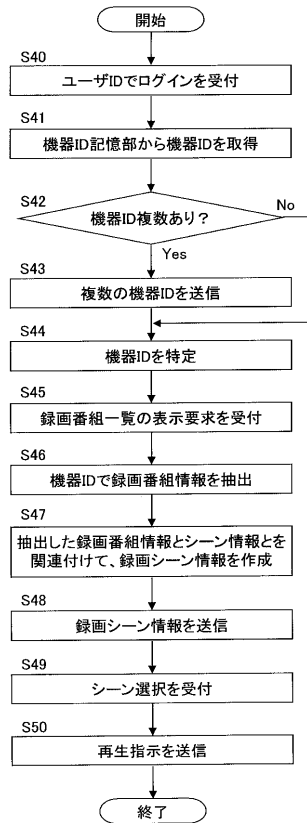 開始
S40
ユーザIDでログインを受付
S41
機器ID記憶部から機器IDを取得
S42
機器ID複数あり？
No
Yes
S43
複数の機器IDを送信
S44
機器IDを特定
S45
録画番組一覧の表示要求を受付
S46
機器IDで録画番組情報を抽出
S47
抽出した録画番組情報とシーン情報とを
関連付けて、録画シーン情報を作成
S48
録画シーン情報を送信
S49
シーン選択を受付
S50
再生指示を送信
終了